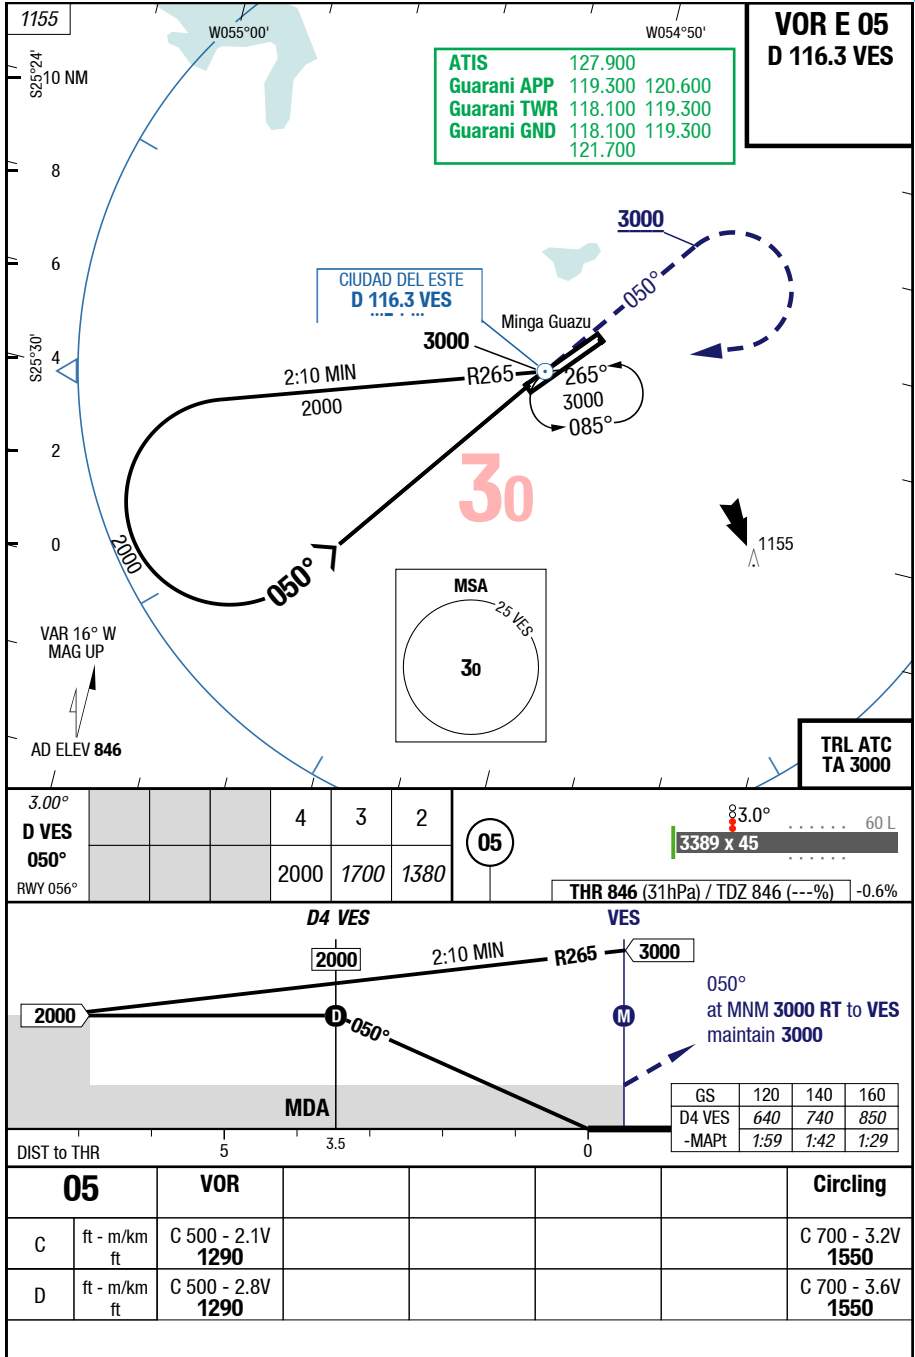 1155
W055°00'
W054°50'
VOR E 05
D 116.3 VES
S25°24'
10 NM
ATIS 127.900
Guarani APP 119.300 120.600
Guarani TWR 118.100 119.300
Guarani GND 118.100 119.300
121.700
8
6
3000
050°
CIUDAD DEL ESTE
D 116.3 VES
Minga Guazu
3000
S25°30'
4
2:10 MIN
2000
R265
265°
3000
085°
2
30
0
2000
050°
1155
MSA
25 VES
30
VAR 16° W
MAG UP
AD ELEV 846
TRL ATC
TA 3000
3.00°
D VES
050°
RWY 056°
4 3 2
2000 1700 1380
05
3.0°
60 L
3389 x 45
THR 846 (31hPa) / TDZ 846 (---%) -0.6%
D4 VES
VES
2000
2:10 MIN
R265
3000
2000
D
050°
M
050°
at MNM 3000 RT to VES
maintain 3000
MDA
GS 120 140 160
D4 VES 640 740 850
-MAPt 1:59 1:42 1:29
DIST to THR 5 3.5 0
05 VOR Circling
C ft - m/km C 500 - 2.1V C 700 - 3.2V
ft 1290 1550
D ft - m/km C 500 - 2.8V C 700 - 3.6V
ft 1290 1550